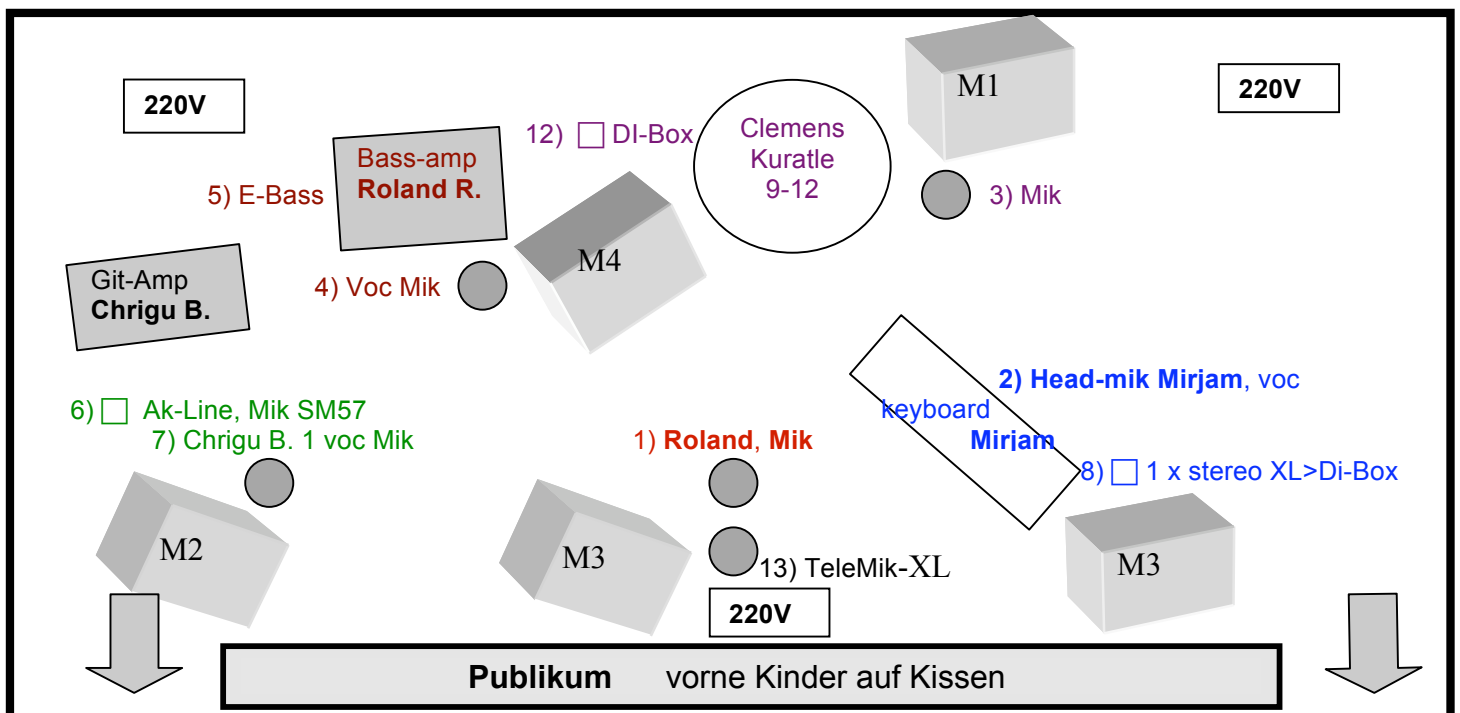 M1
220V
220V
12) DI-Box
Clemens
Kuratle
9-12
Bass-amp
Roland R.
5) E-Bass
3) Mik
M4
Git-Amp
Chrigu B.
4) Voc Mik
2) Head-mik Mirjam, voc
keyboard
Mirjam
6) Ak-Line, Mik SM57
7) Chrigu B. 1 voc Mik
1) Roland, Mik
8) 1 x stereo XL>Di-Box
M2
M3
13) TeleMik-XL
M3
220V
Publikum vorne Kinder auf Kissen